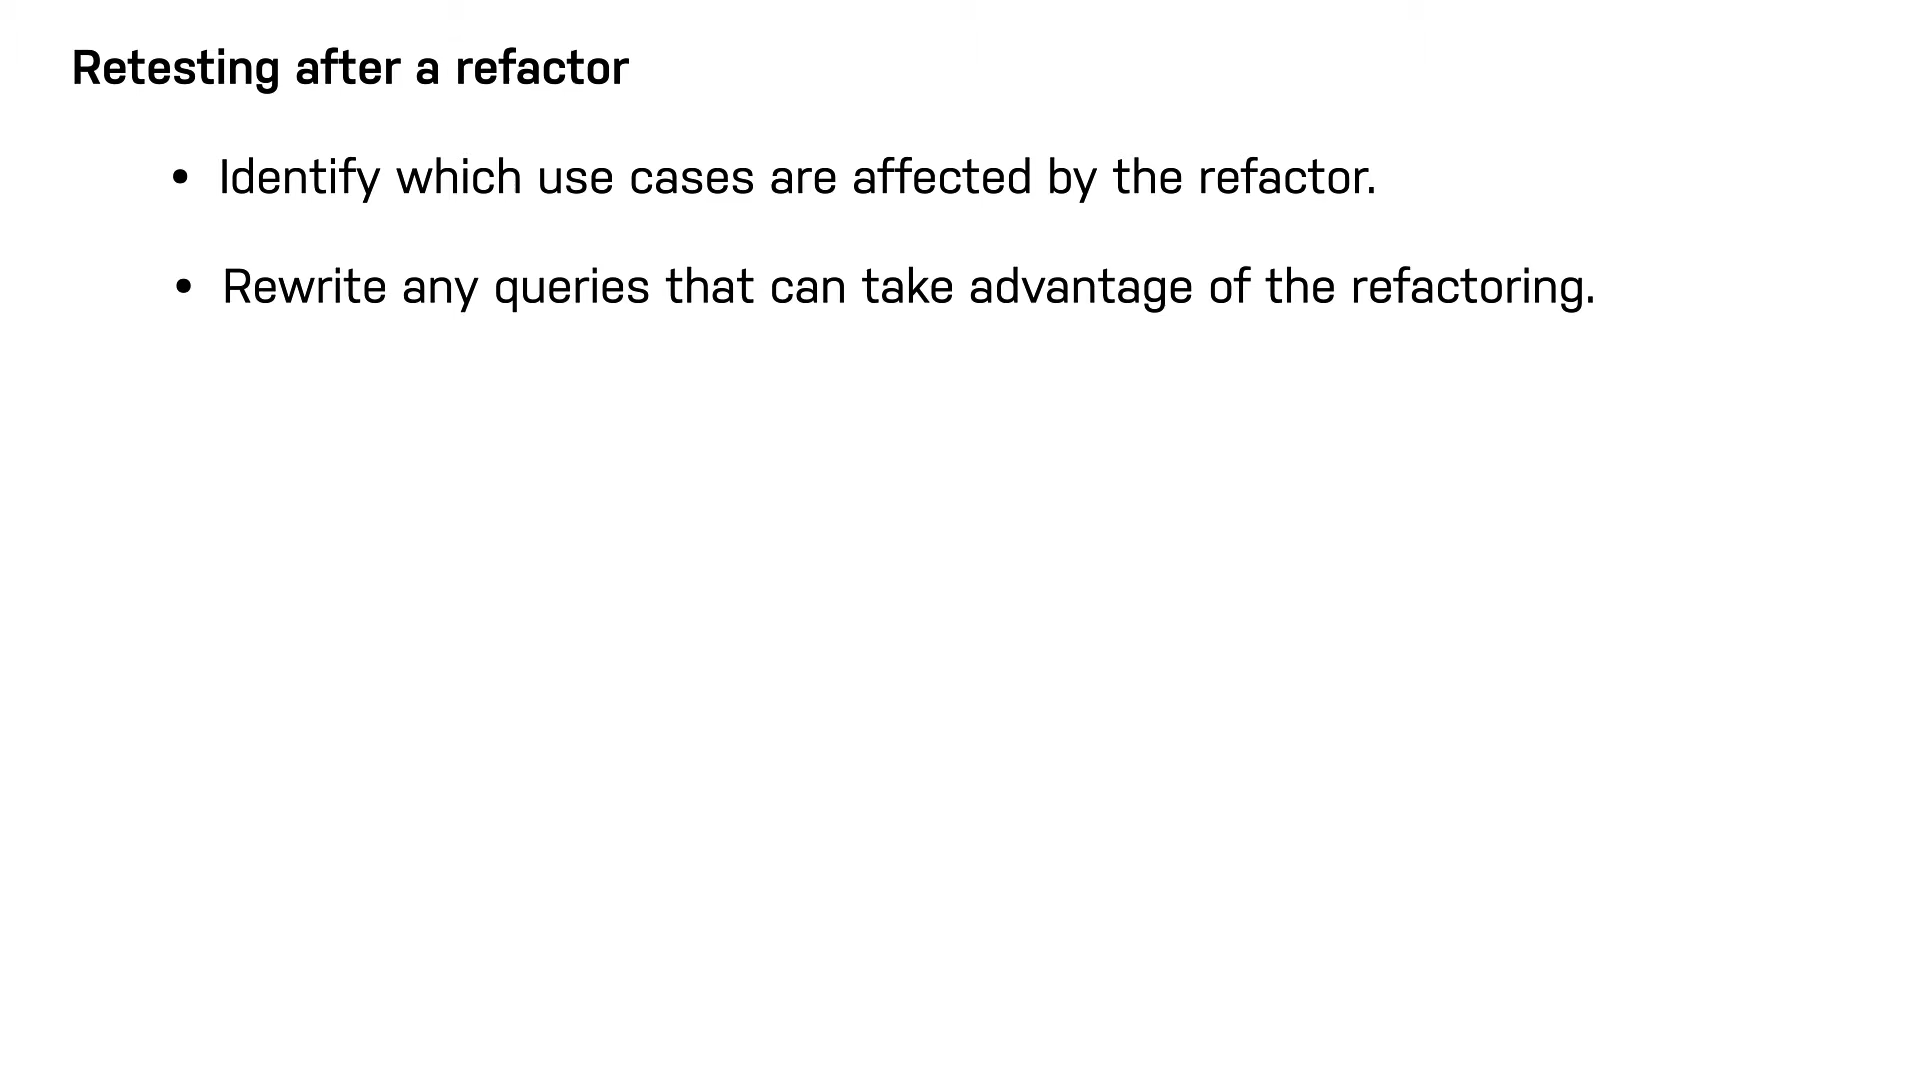 Retesting after a refactor
• Identify which use cases are affected by the refactor.
• Rewrite any queries that can take advantage of the refactoring.